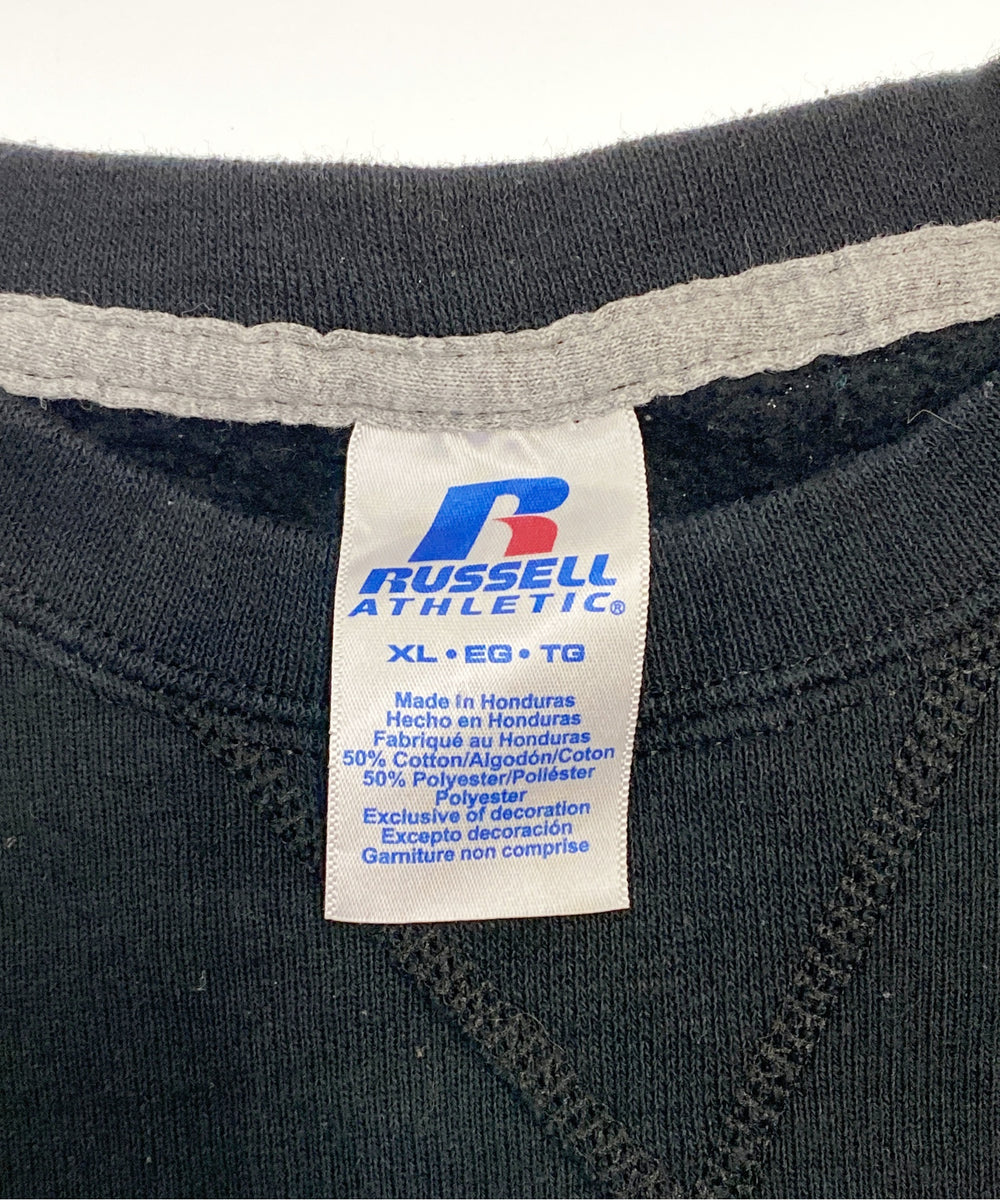 R
RUSSELL
ATHLETIC®
XL • EG • TG
Made in Honduras
Hecho en Honduras
Fabriqué au Honduras
50% Cotton/Algodón/Coton
50% Polyester/Poliéster
Polyester
Exclusive of decoration
Excepto decoración
Garniture non comprise